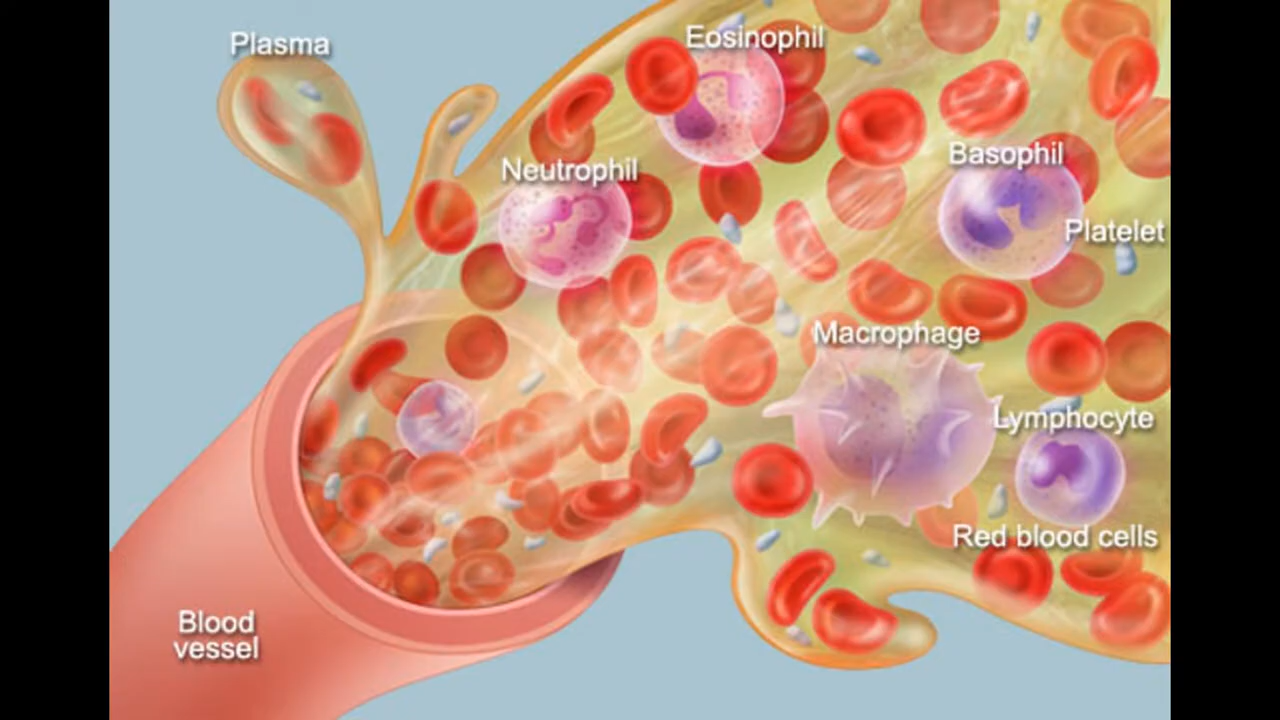 Plasma
Eosinophil
Neutrophil
Basophil
Platelet
Macrophage
Lymphocyte
Red blood cells
Blood
vessel